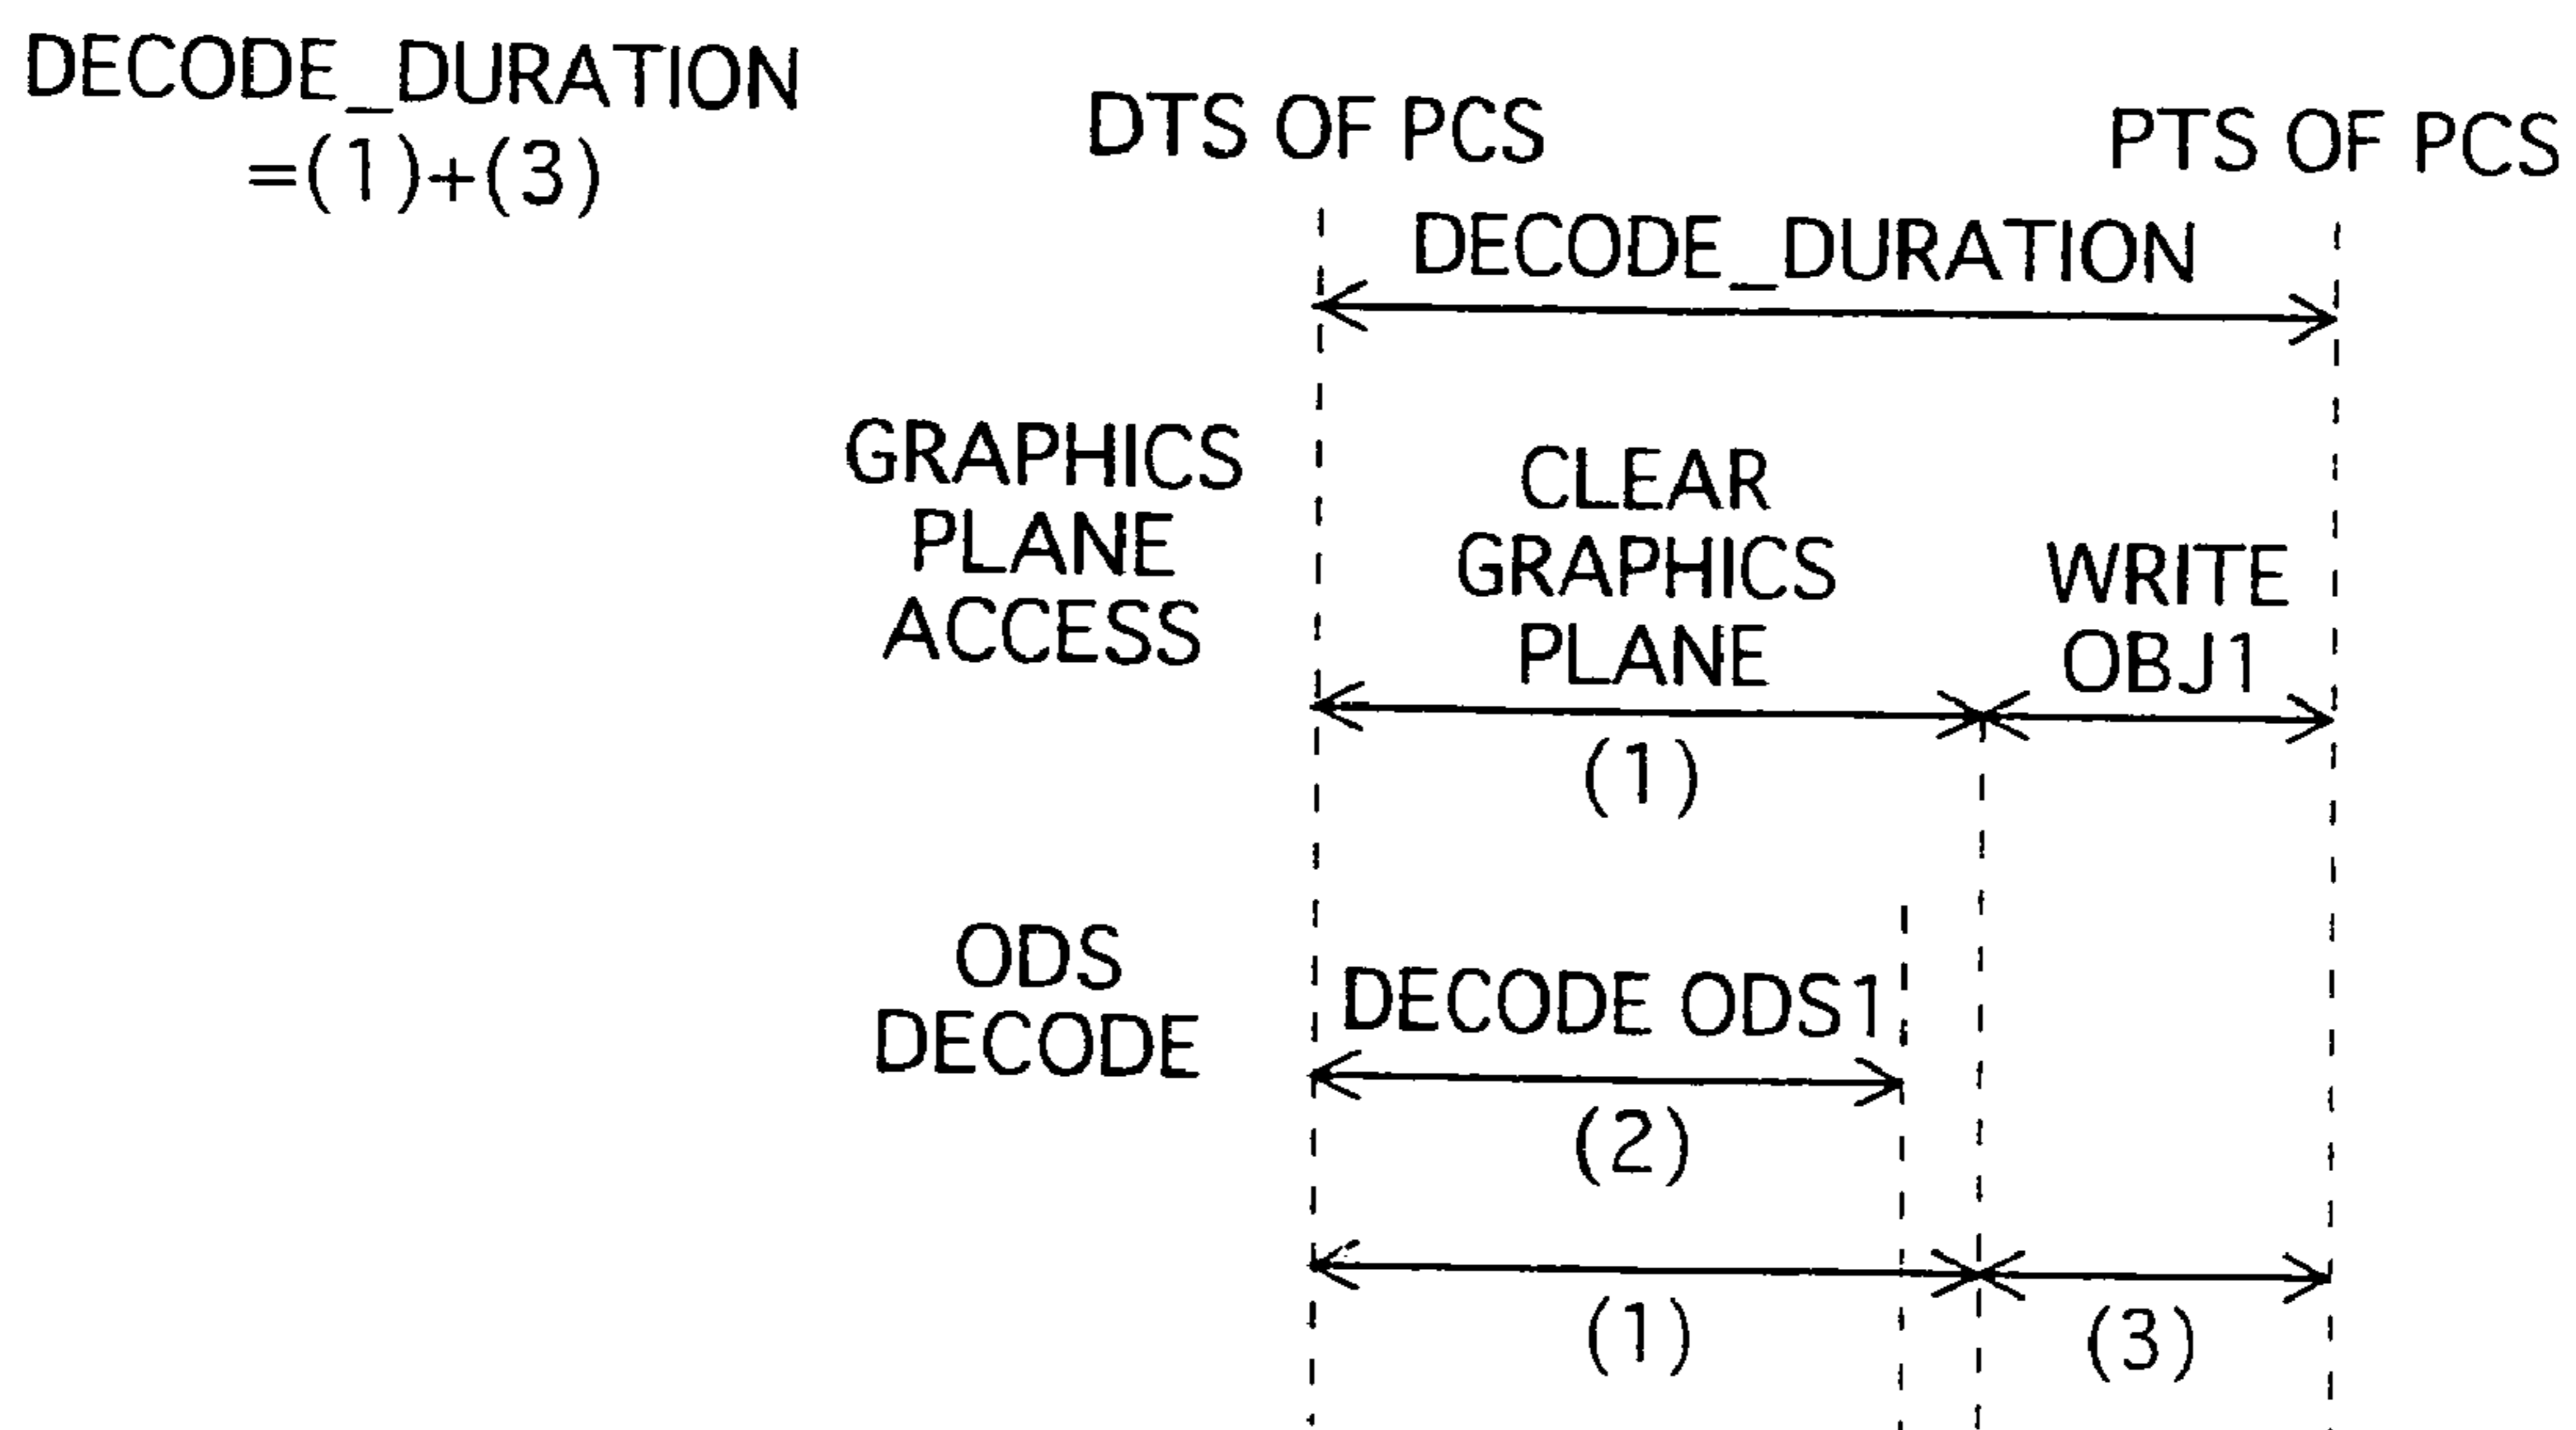 DECODE_DURATION
=(1)+(3)
DTS OF PCS
PTS OF PCS
DECODE_DURATION
GRAPHICS
PLANE
ACCESS
CLEAR
GRAPHICS
PLANE
WRITE
OBJ1
(1)
ODS
DECODE
DECODE ODS1
(2)
(1)
(3)